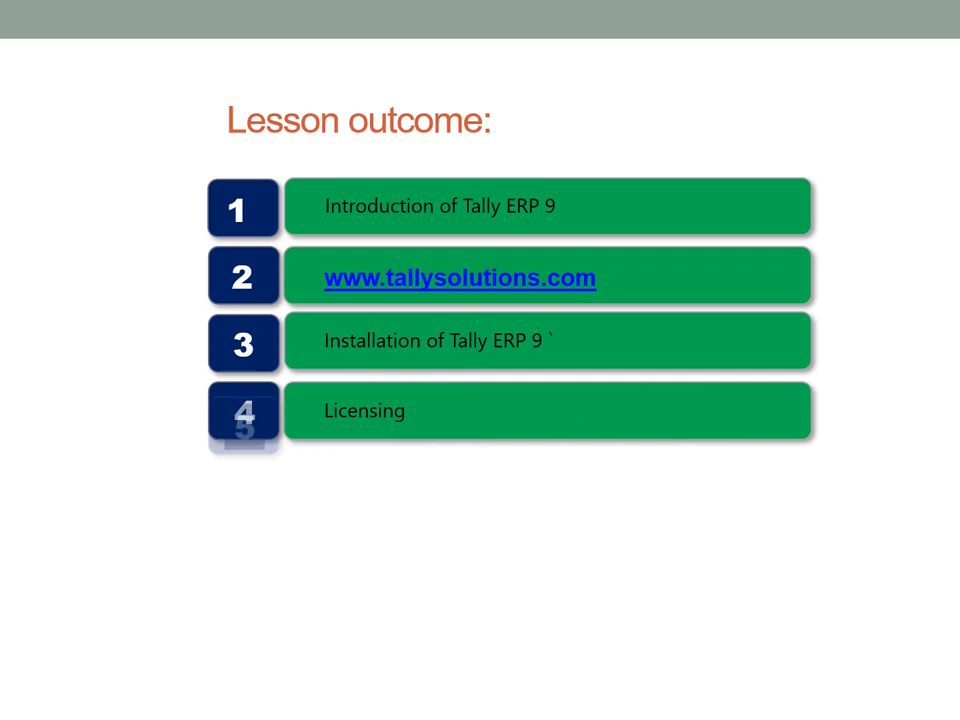 Lesson outcome:
1 Introduction of Tally ERP 9
2 www.tallysolutions.com
3 Installation of Tally ERP 9 `
4 Licensing
5